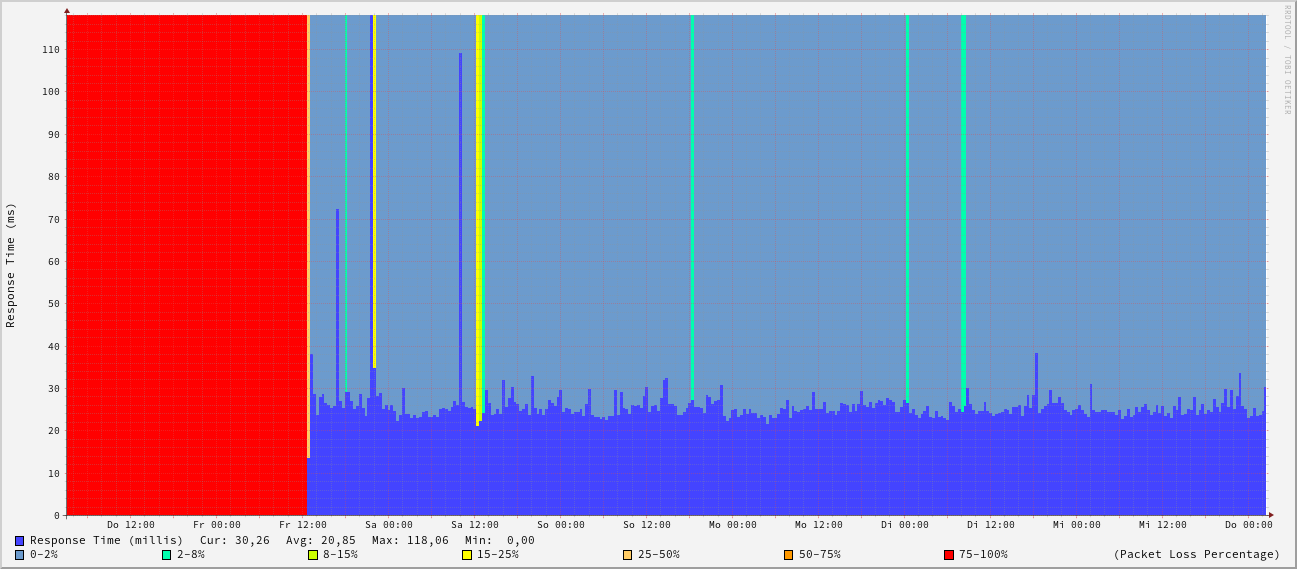 RRDTOOL / TOBI OETIKER
Response Time (ms)
110
100
90
80
70
60
50
40
30
20
10
0
Do 12:00 Fr 00:00 Fr 12:00 Sa 00:00 Sa 12:00 So 00:00 So 12:00 Mo 00:00 Mo 12:00 Di 00:00 Di 12:00 Mi 00:00 Mi 12:00 Do 00:00
Response Time (millis) Cur: 30,26 Avg: 20,85 Max: 118,06 Min: 0,00
0-2% 2-8% 8-15% 15-25% 25-50% 50-75% 75-100% (Packet Loss Percentage)